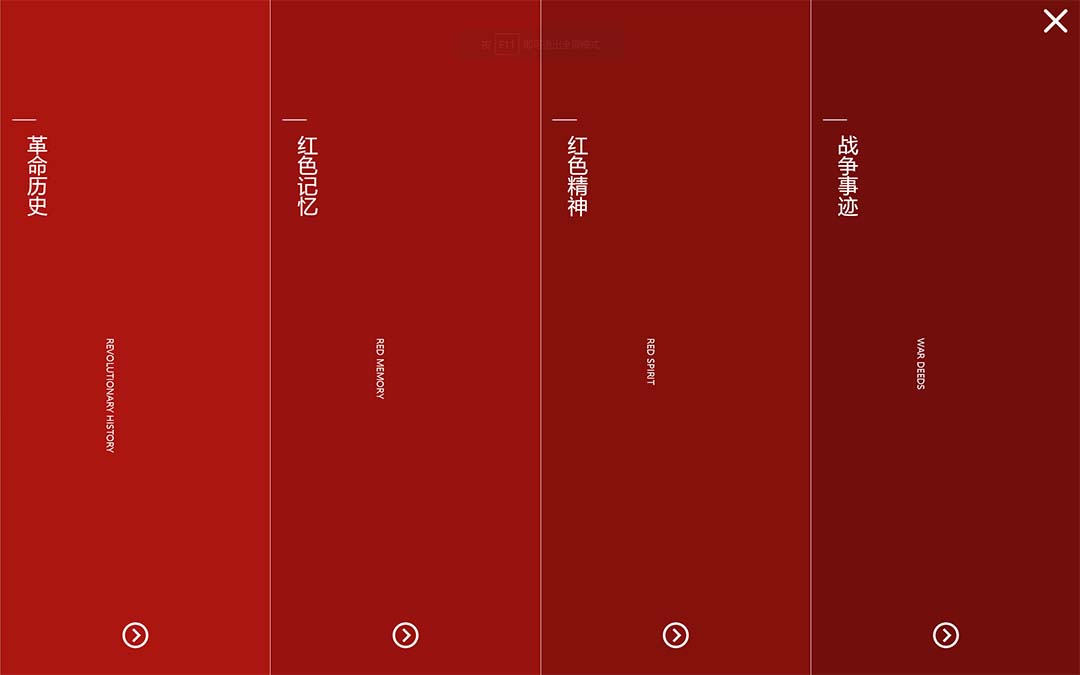 按 F11 即可退出全屏模式
革命历史
REVOLUTIONARY HISTORY
红色记忆
RED MEMORY
红色精神
RED SPIRIT
战争事迹
WAR DEEDS